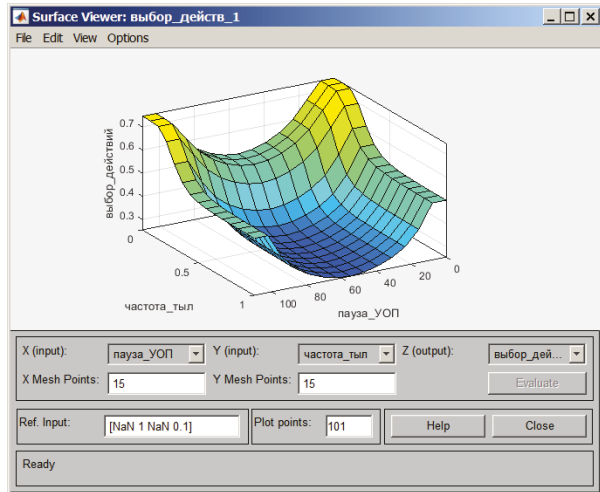 Surface Viewer: выбор_действ_1
File Edit View Options
выбор_действий
0.7
0.6
0.5
0.4
0.3
0
0.5
1
частота_тыл
100 80 60 40 20 0
пауза_УОП
X (input): пауза_УОП Y (input): частота_тыл Z (output): выбор_дей...
X Mesh Points: 15 Y Mesh Points: 15 Evaluate
Ref. Input: [NaN 1 NaN 0.1] Plot points: 101 Help Close
Ready